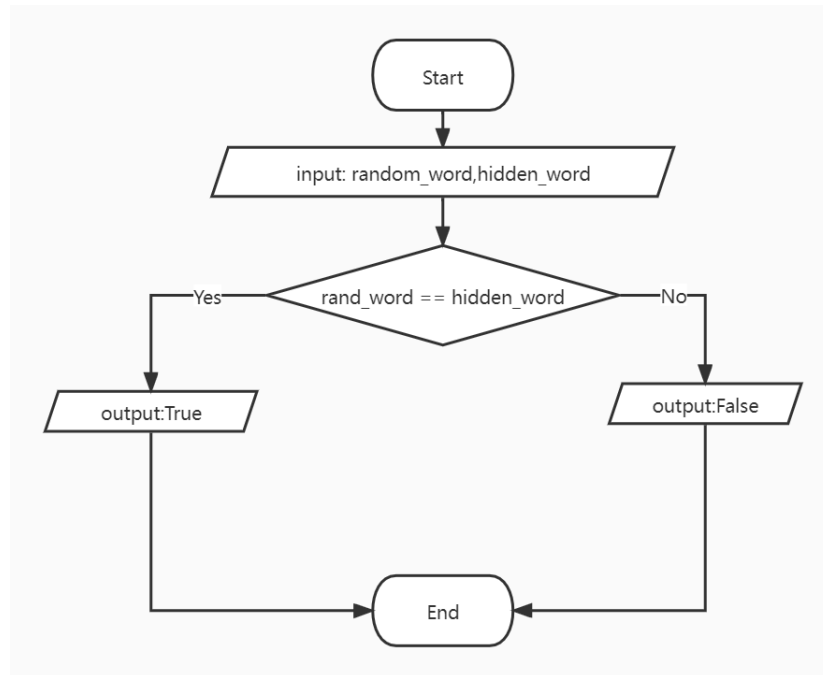 Start
input: random_word,hidden_word
rand_word == hidden_word
Yes
No
output:True
output:False
End